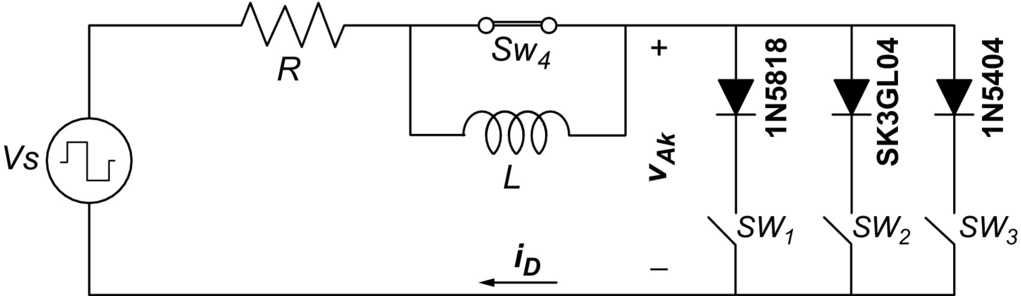 R
Sw₄
L
Vs
+
vAk
−
1N5818
SK3GL04
1N5404
SW₁
SW₂
SW₃
iD